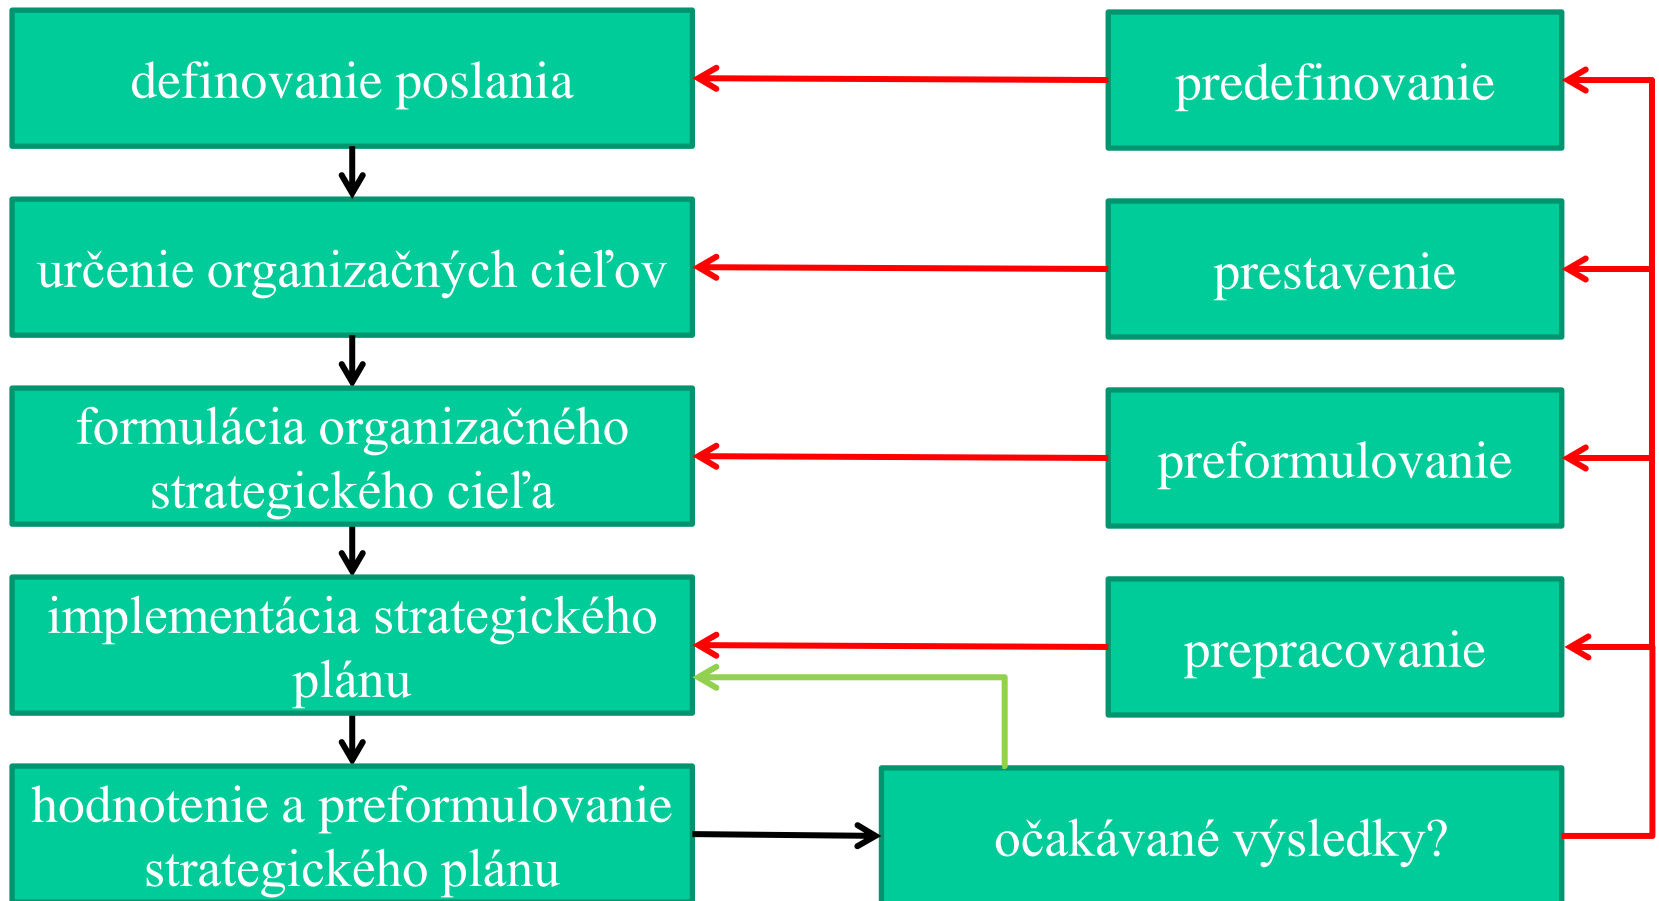 definovanie poslania
predefinovanie
určenie organizačných cieľov
prestavenie
formulácia organizačného
strategického cieľa
preformulovanie
implementácia strategického
plánu
prepracovanie
hodnotenie a preformulovanie
strategického plánu
očakávané výsledky?